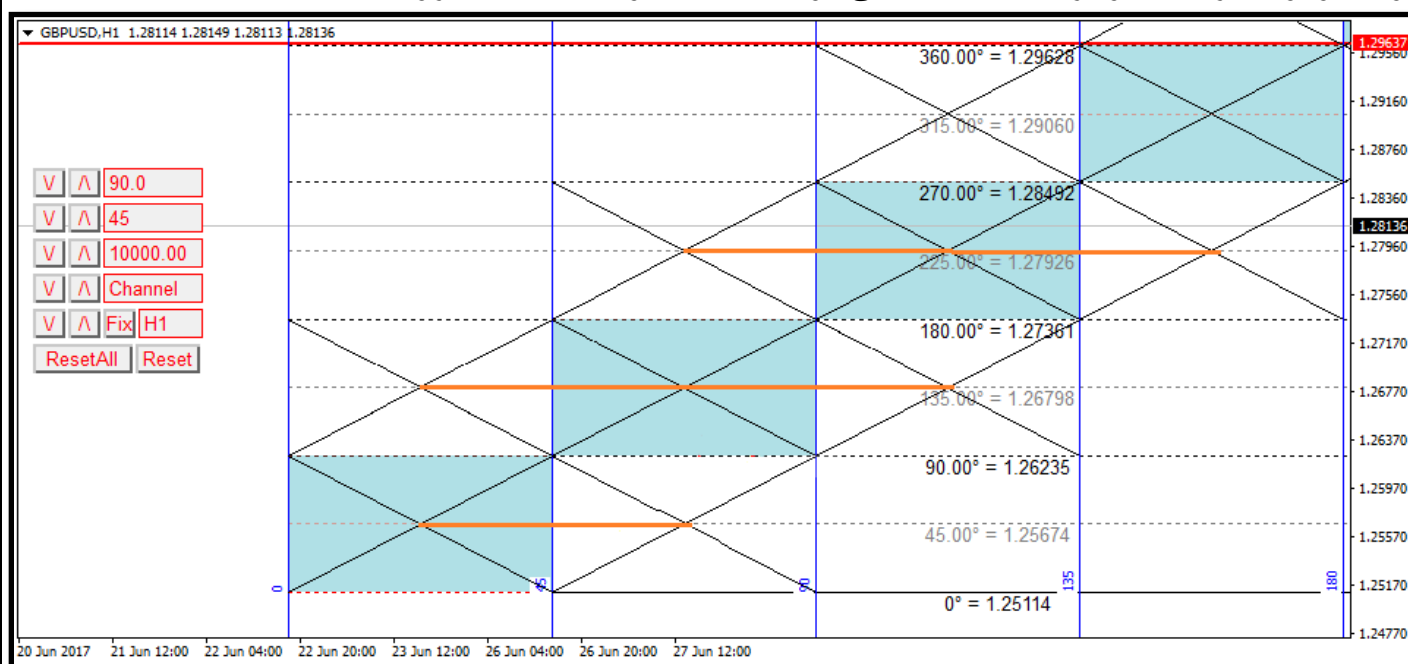 GBPUSD,H1 1.28114 1.28149 1.28113 1.28136
1.29637
1.29560
360.00° = 1.29628
1.29160
315.00° = 1.29060
1.28760
V Λ 90.0
270.00° = 1.28492
1.28360
V Λ 45
1.28136
V Λ 10000.00
1.27960
225.00° = 1.27926
V Λ Channel
1.27560
V Λ Fix H1
180.00° = 1.27361
1.27170
ResetAll Reset
1.26770
135.00° = 1.26798
1.26370
90.00° = 1.26235
1.25970
45.00° = 1.25674
1.25570
0 45 90 135 180
1.25170
0° = 1.25114
1.24770
20 Jun 2017 21 Jun 12:00 22 Jun 04:00 22 Jun 20:00 23 Jun 12:00 26 Jun 04:00 26 Jun 20:00 27 Jun 12:00